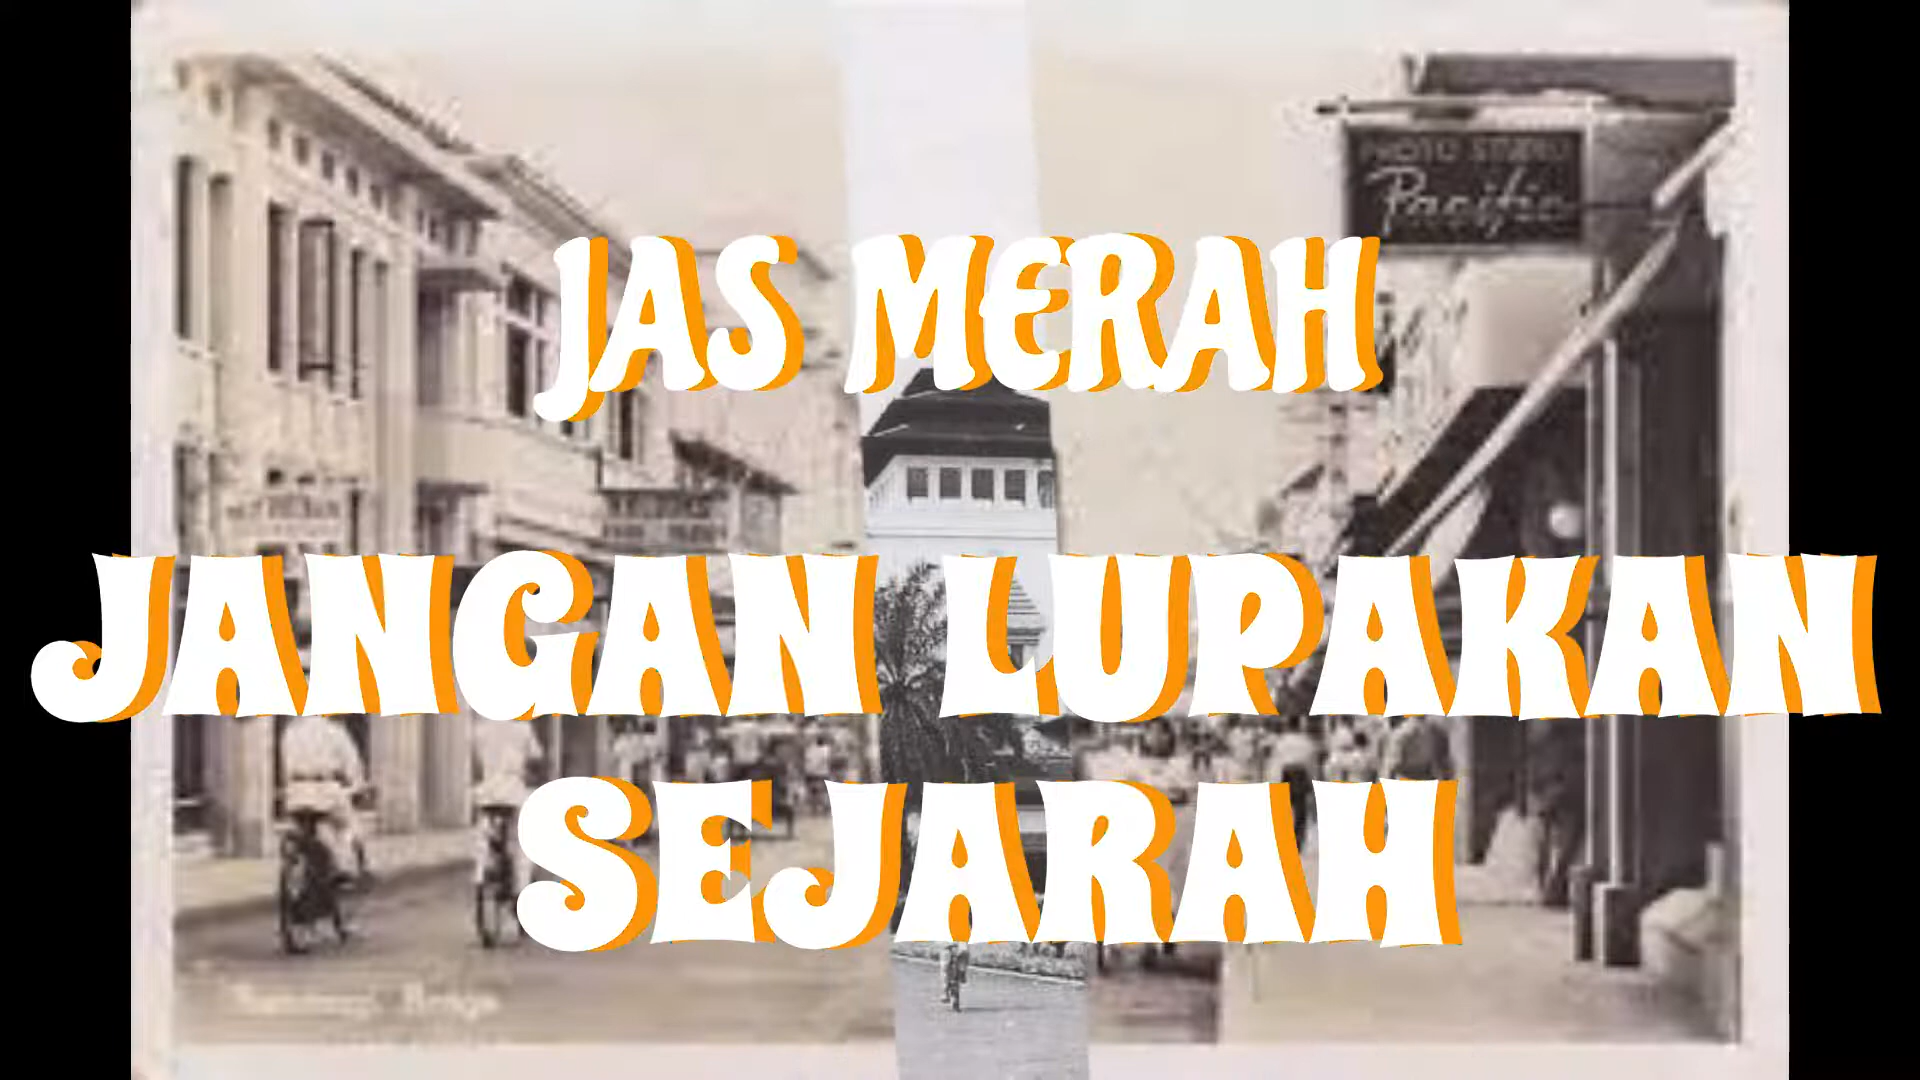 PHOTO STUDIO
Pacific
JAS MERAH
JANGAN LUPAKAN
SEJARAH